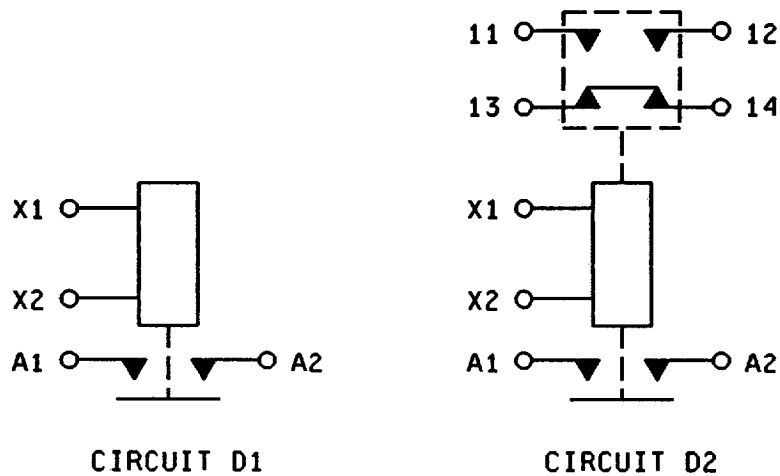 11 12
13 14
X1 X1
X2 X2
A1 A2 A1 A2
CIRCUIT D1 CIRCUIT D2